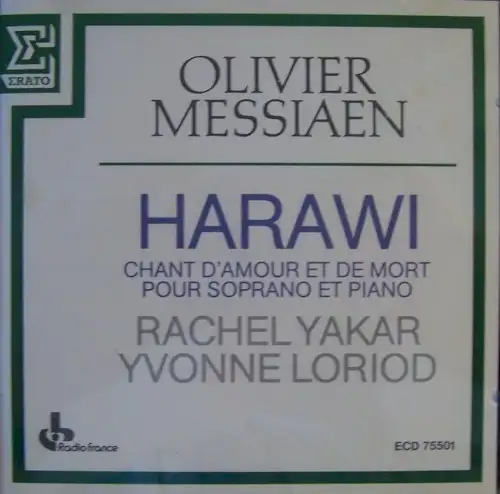 ERATO
OLIVIER
MESSIAEN
HARAWI
CHANT D'AMOUR ET DE MORT
POUR SOPRANO ET PIANO
RACHEL YAKAR
YVONNE LORIOD
Radio france
ECD 75501